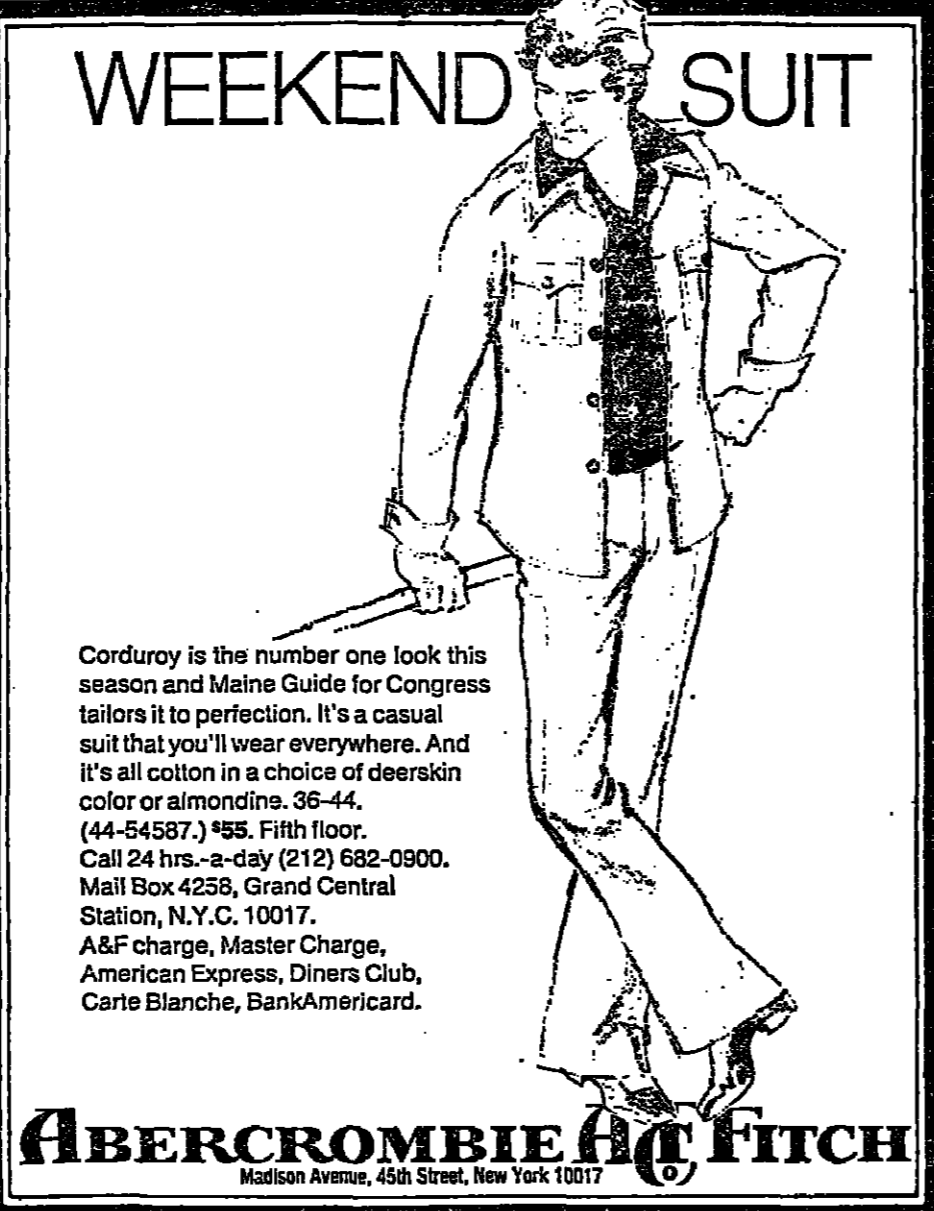 WEEKEND SUIT
Corduroy is the number one look this
season and Maine Guide for Congress
tailors it to perfection. It's a casual
suit that you'll wear everywhere. And
it's all cotton in a choice of deerskin
color or almondine. 36-44.
(44-54587.) $55. Fifth floor.
Call 24 hrs.-a-day (212) 682-0900.
Mail Box 4258, Grand Central
Station, N.Y.C. 10017.
A&F charge, Master Charge,
American Express, Diners Club,
Carte Blanche, BankAmericard.
ABERCROMBIE & FITCH CO
Madison Avenue, 45th Street, New York 10017